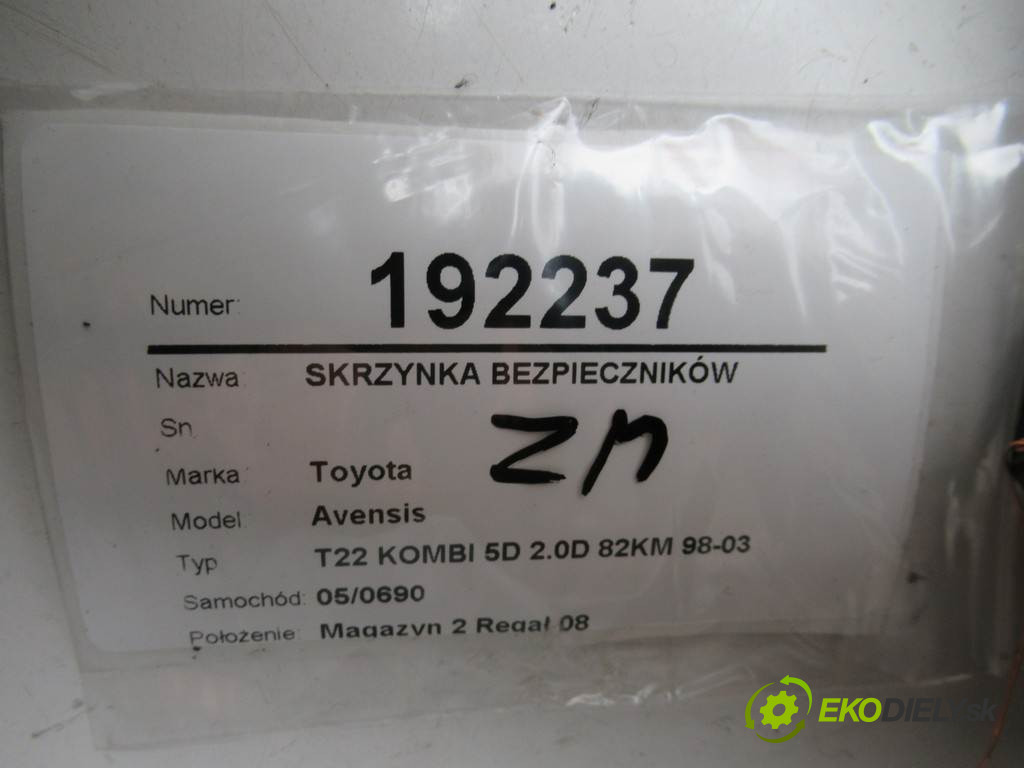 Numer: 192237
Nazwa: SKRZYNKA BEZPIECZNIKÓW
Sn
ZM
Marka: Toyota
Model: Avensis
Typ T22 KOMBI 5D 2.0D 82KM 98-03
Samochód: 05/0690
Położenie: Magazyn 2 Regał 08
EKODIELY.sk